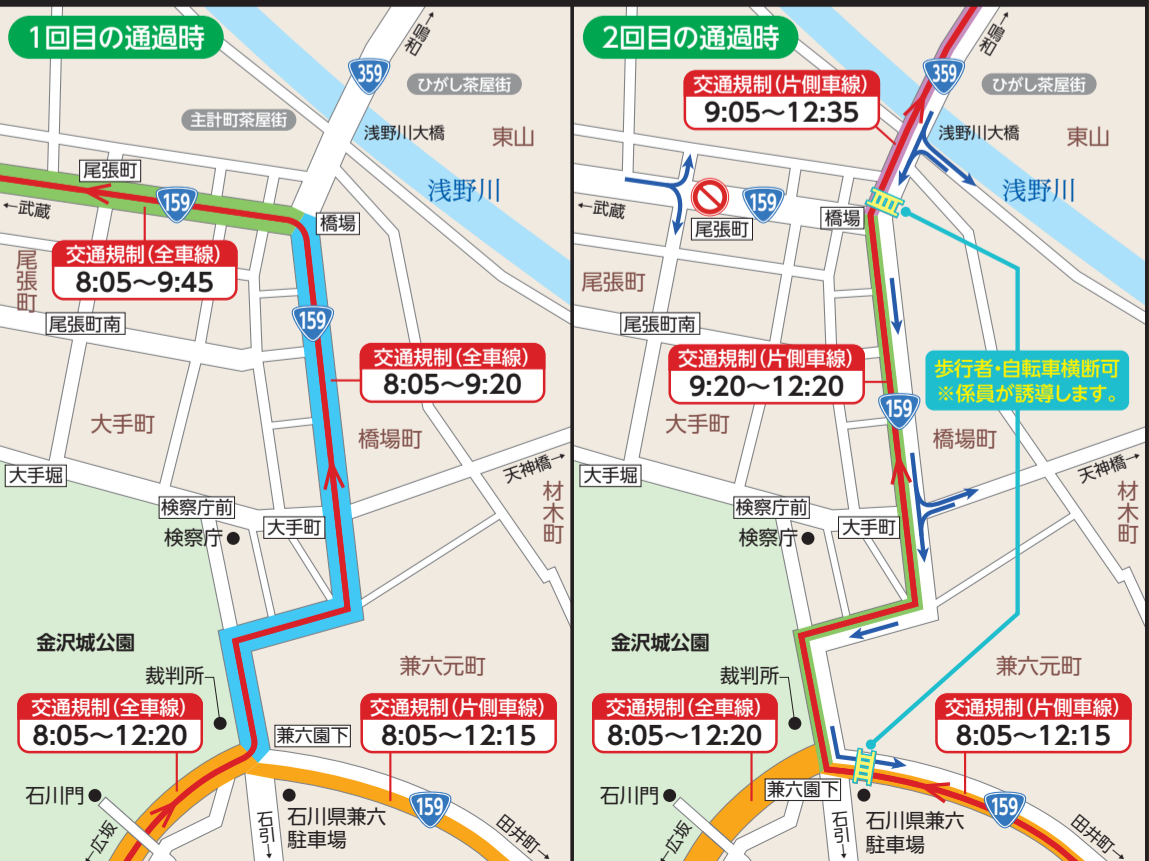 1回目の通過時
↑鳴和
359
ひがし茶屋街
主計町茶屋街
浅野川大橋
東山
尾張町
浅野川
159
←武蔵
橋場
交通規制(全車線)
8:05〜9:45
尾張町
159
尾張町南
交通規制(全車線)
8:05〜9:20
大手町
橋場町
天神橋→
大手堀
材木町
検察庁前
大手町
検察庁
金沢城公園
兼六元町
裁判所
交通規制(全車線)
8:05〜12:20
兼六園下
交通規制(片側車線)
8:05〜12:15
石川門
159
石川県兼六
駐車場
←広坂
石引→
田井町→
2回目の通過時
↑鳴和
359
交通規制(片側車線)
9:05〜12:35
ひがし茶屋街
浅野川大橋
東山
浅野川
159
←武蔵
尾張町
橋場
尾張町
尾張町南
交通規制(片側車線)
9:20〜12:20
歩行者・自転車横断可
※係員が誘導します。
159
大手町
橋場町
天神橋→
大手堀
材木町
検察庁前
大手町
検察庁
金沢城公園
兼六元町
裁判所
交通規制(全車線)
8:05〜12:20
交通規制(片側車線)
8:05〜12:15
兼六園下
石川門
159
石川県兼六
駐車場
←広坂
石引→
田井町→